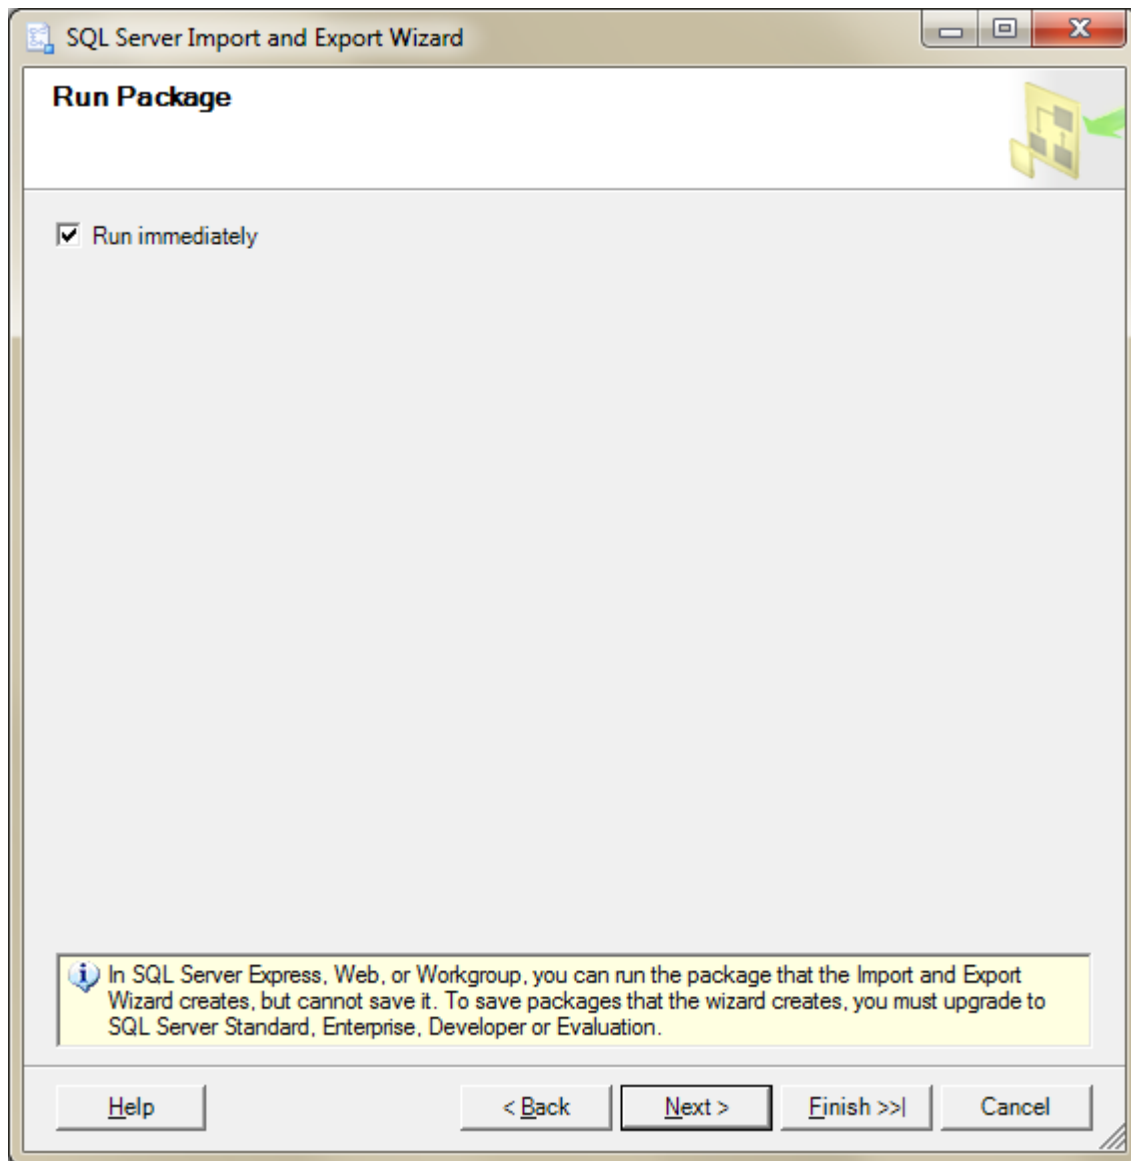 SQL Server Import and Export Wizard
Run Package
Run immediately
In SQL Server Express, Web, or Workgroup, you can run the package that the Import and Export
Wizard creates, but cannot save it. To save packages that the wizard creates, you must upgrade to
SQL Server Standard, Enterprise, Developer or Evaluation.
Help
< Back
Next >
Finish >>|
Cancel